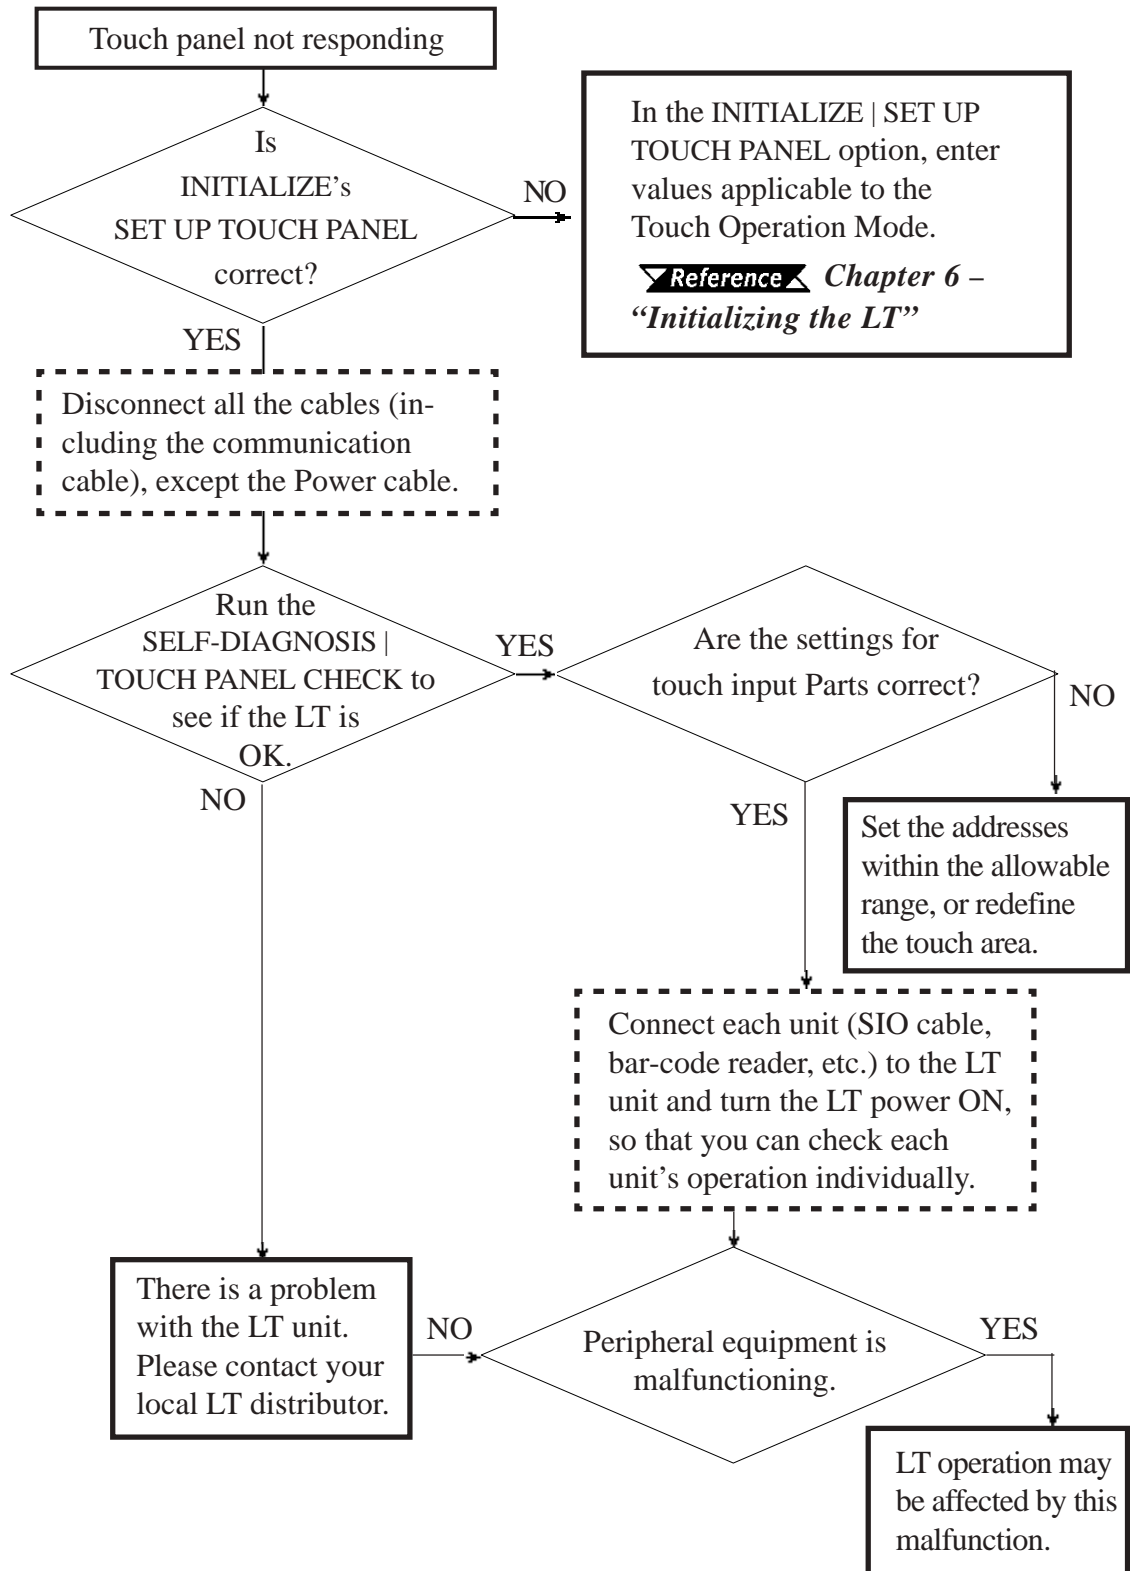 Touch panel not responding
Is
INITIALIZE's
SET UP TOUCH PANEL
correct?
NO
In the INITIALIZE | SET UP
TOUCH PANEL option, enter
values applicable to the
Touch Operation Mode.
Reference Chapter 6 –
“Initializing the LT”
YES
Disconnect all the cables (in-
cluding the communication
cable), except the Power cable.
Run the
SELF-DIAGNOSIS |
TOUCH PANEL CHECK to
see if the LT is
OK.
YES
Are the settings for
touch input Parts correct?
NO
NO
YES
Set the addresses
within the allowable
range, or redefine
the touch area.
Connect each unit (SIO cable,
bar-code reader, etc.) to the LT
unit and turn the LT power ON,
so that you can check each
unit's operation individually.
There is a problem
with the LT unit.
Please contact your
local LT distributor.
NO
Peripheral equipment is
malfunctioning.
YES
LT operation may
be affected by this
malfunction.